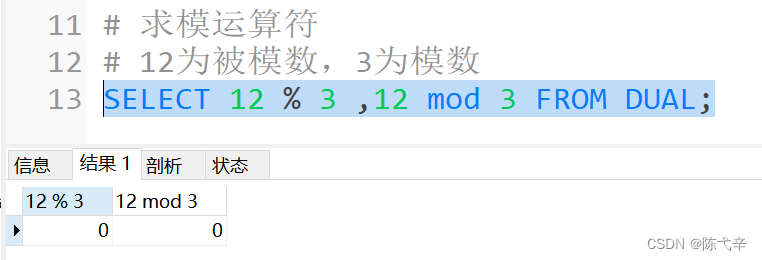 11 # 求模运算符
12 # 12为被模数，3为模数
13 SELECT 12 % 3 ,12 mod 3 FROM DUAL;
信息 结果 1 剖析 状态
12 % 3 12 mod 3
0 0
CSDN @陈弋辛